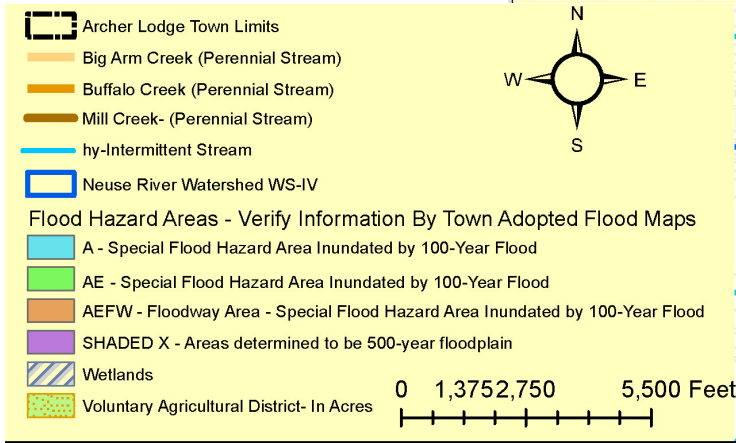 Archer Lodge Town Limits
Big Arm Creek (Perennial Stream)
Buffalo Creek (Perennial Stream)
Mill Creek- (Perennial Stream)
hy-Intermittent Stream
Neuse River Watershed WS-IV
N
W E
S
Flood Hazard Areas - Verify Information By Town Adopted Flood Maps
A - Special Flood Hazard Area Inundated by 100-Year Flood
AE - Special Flood Hazard Area Inundated by 100-Year Flood
AEFW - Floodway Area - Special Flood Hazard Area Inundated by 100-Year Flood
SHADED X - Areas determined to be 500-year floodplain
Wetlands
Voluntary Agricultural District- In Acres
0 1,375 2,750 5,500 Feet